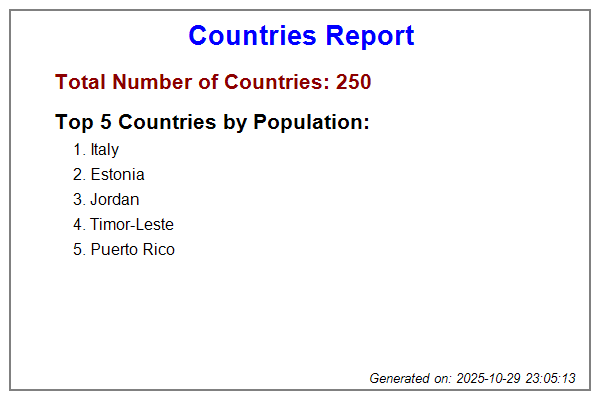 Countries Report
Total Number of Countries: 250
Top 5 Countries by Population:
1. Italy
2. Estonia
3. Jordan
4. Timor-Leste
5. Puerto Rico
Generated on: 2025-10-29 23:05:13